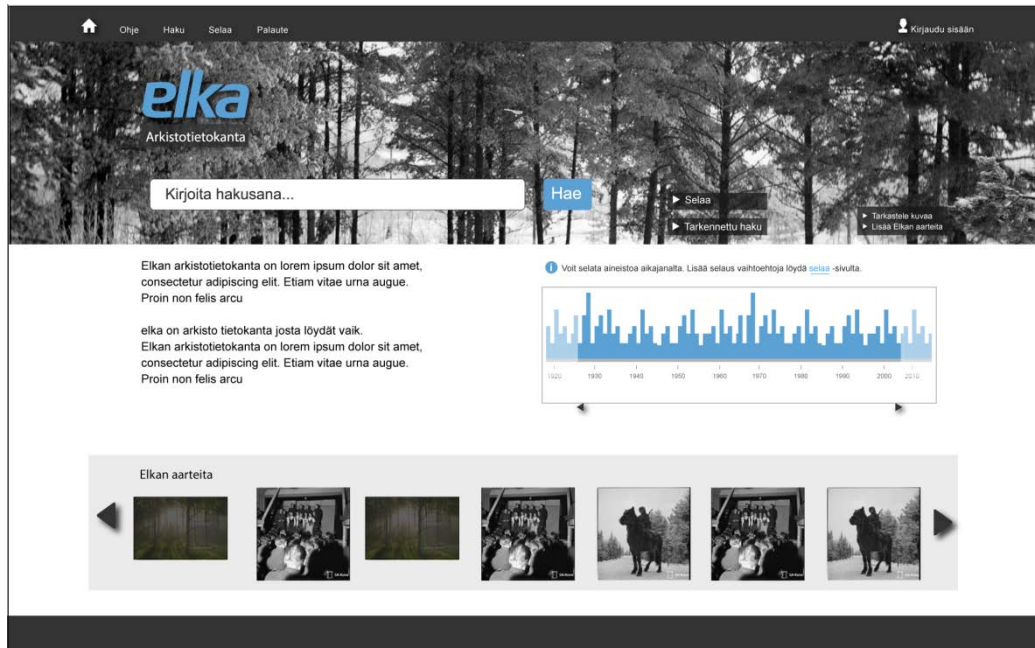 Ohje Haku Selaa Palaute Kirjaudu sisään
elka
Arkistotietokanta
Kirjoita hakusana...
Hae
Selaa
Tarkennettu haku
Tarkastele kuvaa
Lisää Elkan aarteita
Elkan arkistotietokanta on lorem ipsum dolor sit amet,
consectetur adipiscing elit. Etiam vitae urna augue.
Proin non felis arcu
elka on arkisto tietokanta josta löydät vaik.
Elkan arkistotietokanta on lorem ipsum dolor sit amet,
consectetur adipiscing elit. Etiam vitae urna augue.
Proin non felis arcu
i Voit selata aineistoa aikajanalta. Lisää selaus vaihtoehtoja löydä selaa -sivulta.
1920 1930 1940 1950 1960 1970 1980 1990 2000 2010
Elkan aarteita